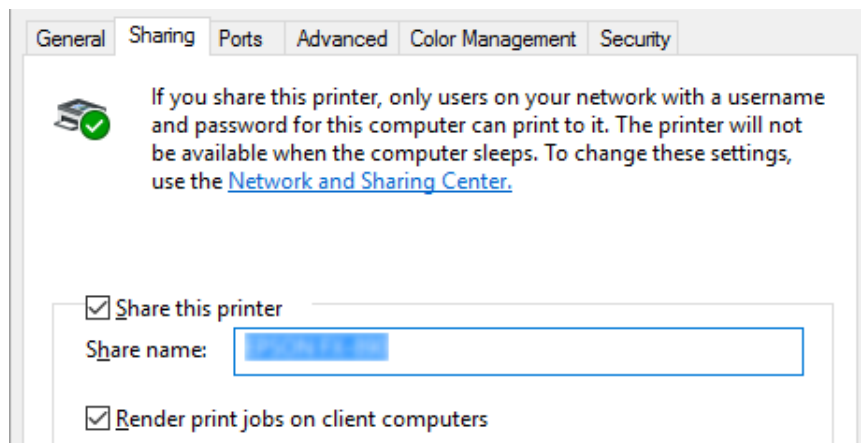 General Sharing Ports Advanced Color Management Security
If you share this printer, only users on your network with a username
and password for this computer can print to it. The printer will not
be available when the computer sleeps. To change these settings,
use the Network and Sharing Center.
Share this printer
Share name:
Render print jobs on client computers